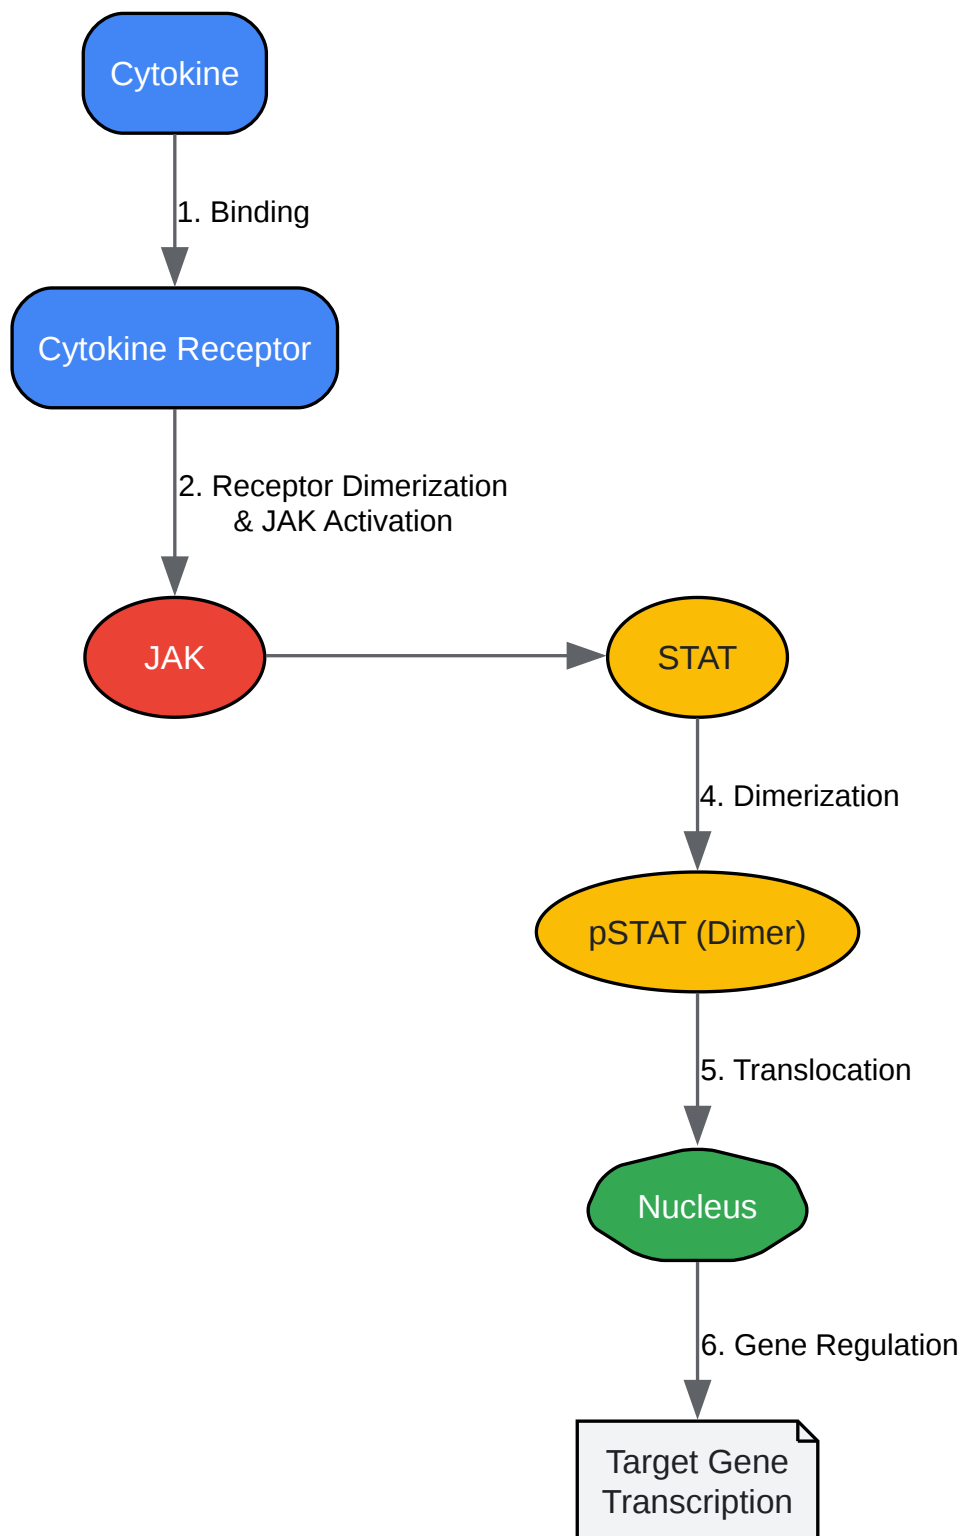 Cytokine
1. Binding
Cytokine Receptor
2. Receptor Dimerization
& JAK Activation
JAK
STAT
4. Dimerization
pSTAT (Dimer)
5. Translocation
Nucleus
6. Gene Regulation
Target Gene
Transcription